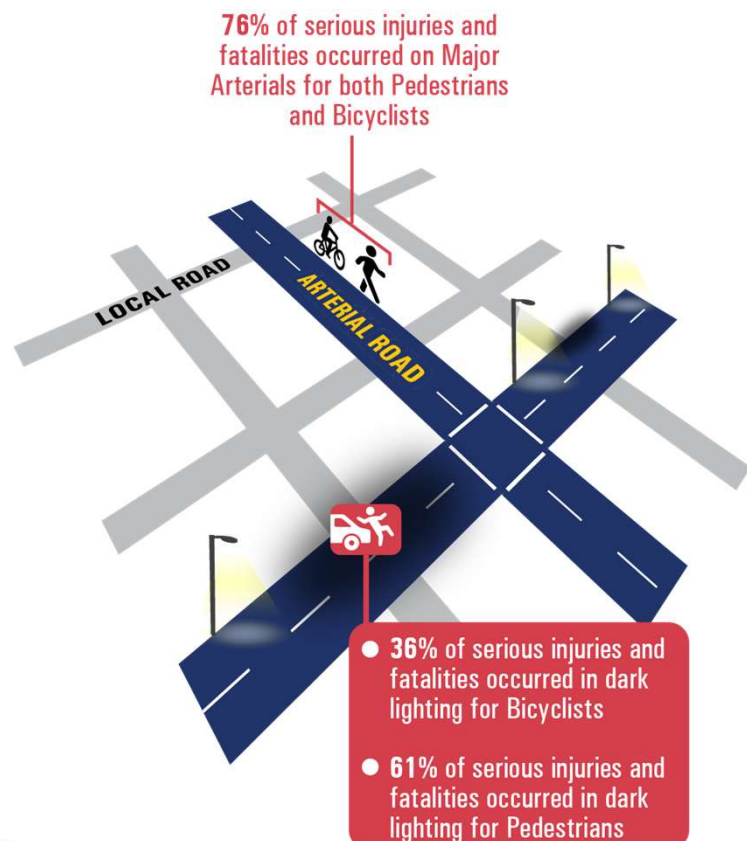 76% of serious injuries and
fatalities occurred on Major
Arterials for both Pedestrians
and Bicyclists
LOCAL ROAD
ARTERIAL ROAD
36% of serious injuries and
fatalities occurred in dark
lighting for Bicyclists
61% of serious injuries and
fatalities occurred in dark
lighting for Pedestrians